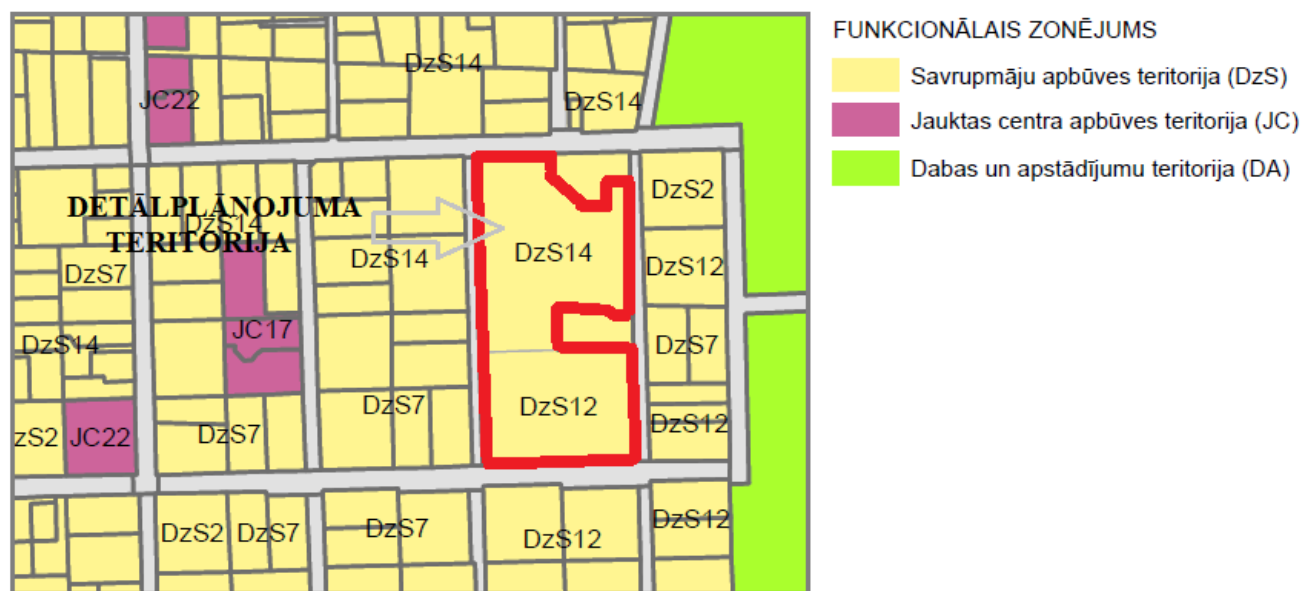 FUNKCIONĀLAIS ZONĒJUMS
Savrupmāju apbūves teritorija (DzS)
Jauktas centra apbūves teritorija (JC)
Dabas un apstādījumu teritorija (DA)
DzS14
JC22
DzS14
DETĀLPLĀNOJUMA
TERITORIJA
DzS14
DzS2
DzS7
DzS14
DzS14
DzS12
DzS14
JC17
DzS7
DzS7
DzS12
zS2
JC22
DzS7
DzS12
DzS2
DzS7
DzS7
DzS12
DzS12